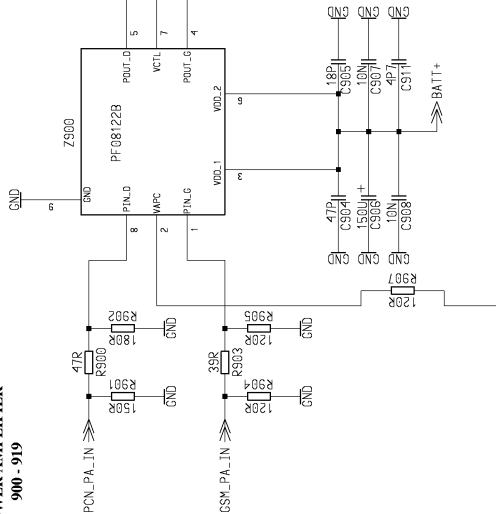 GND
GND
GND
5
7
4
POUT_D
VCTL
POUT_G
18P
C905
10N
C907
4P7
C911
BATT+
Z900
PF08122B
VDD_2
6
GND
9
GND
VDD_1
3
PIN_D
VAPC
PIN_G
8
2
1
47P
C904
150U +
C906
10N
C908
GND
GND
GND
R907
120R
R902
180R
GND
R905
120R
GND
47R
R900
39R
R903
R901
150R
GND
R904
120R
GND
AMPLIFIER
900 - 919
PCN_PA_IN
GSM_PA_IN